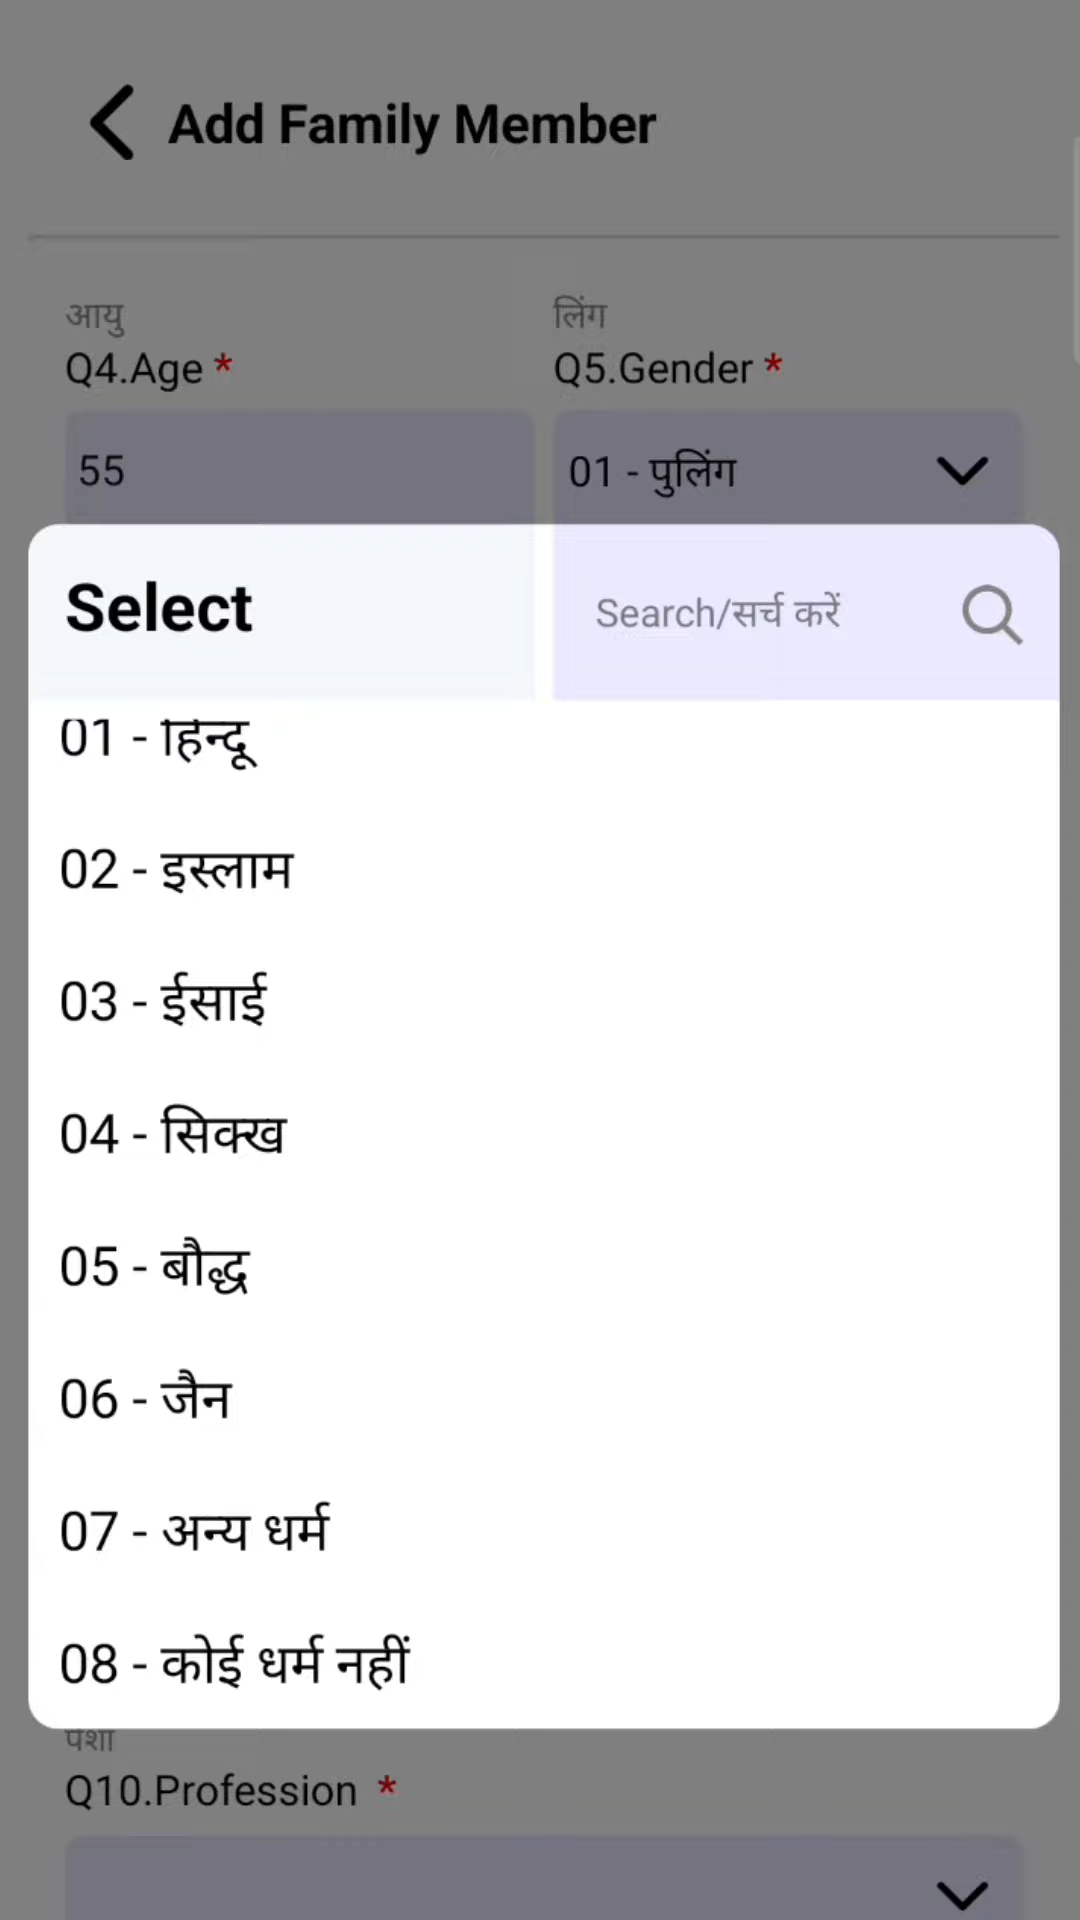 Add Family Member
आयु
लिंग
Q4.Age *
Q5.Gender *
55
01 - पुलिंग
Select
Search/सर्च करें
01 - हिन्दू
02 - इस्लाम
03 - ईसाई
04 - सिक्ख
05 - बौद्ध
06 - जैन
07 - अन्य धर्म
08 - कोई धर्म नहीं
पेशा
Q10.Profession *